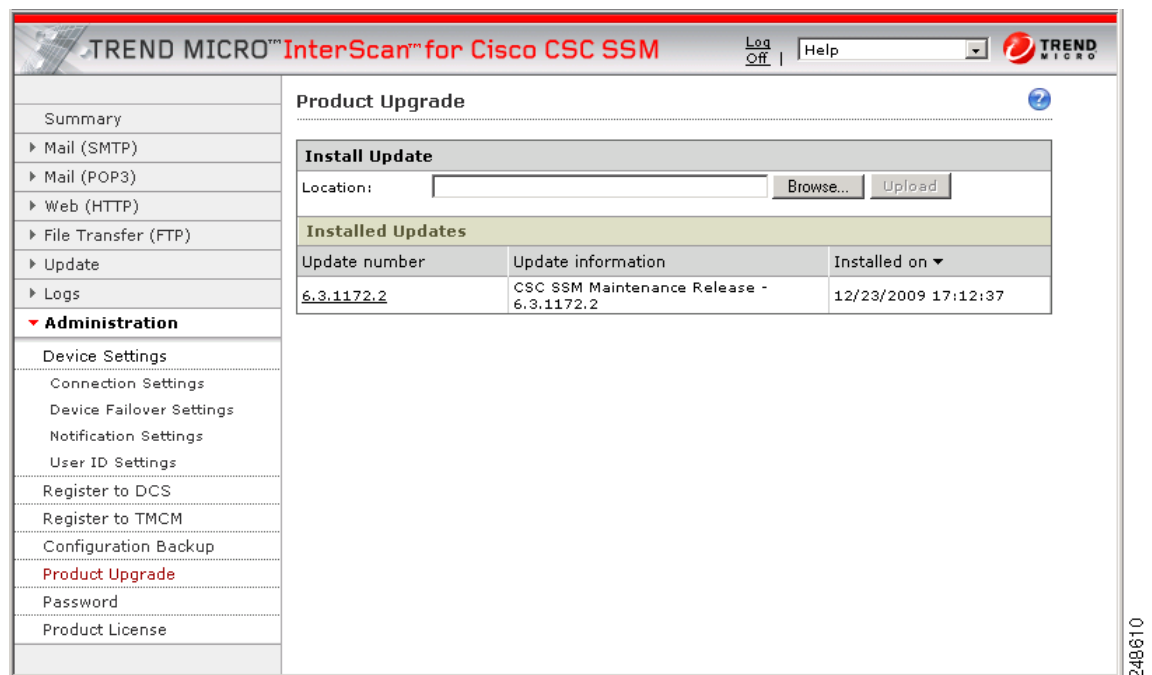 TREND MICRO™ InterScan™ for Cisco CSC SSM
Log Off |
Help
TREND MICRO
Summary
Mail (SMTP)
Mail (POP3)
Web (HTTP)
File Transfer (FTP)
Update
Logs
Administration
Device Settings
Connection Settings
Device Failover Settings
Notification Settings
User ID Settings
Register to DCS
Register to TMCM
Configuration Backup
Product Upgrade
Password
Product License
Product Upgrade
?
Install Update
Location: Browse... Upload
Installed Updates
Update number Update information Installed on
6.3.1172.2 CSC SSM Maintenance Release - 12/23/2009 17:12:37
6.3.1172.2
248610